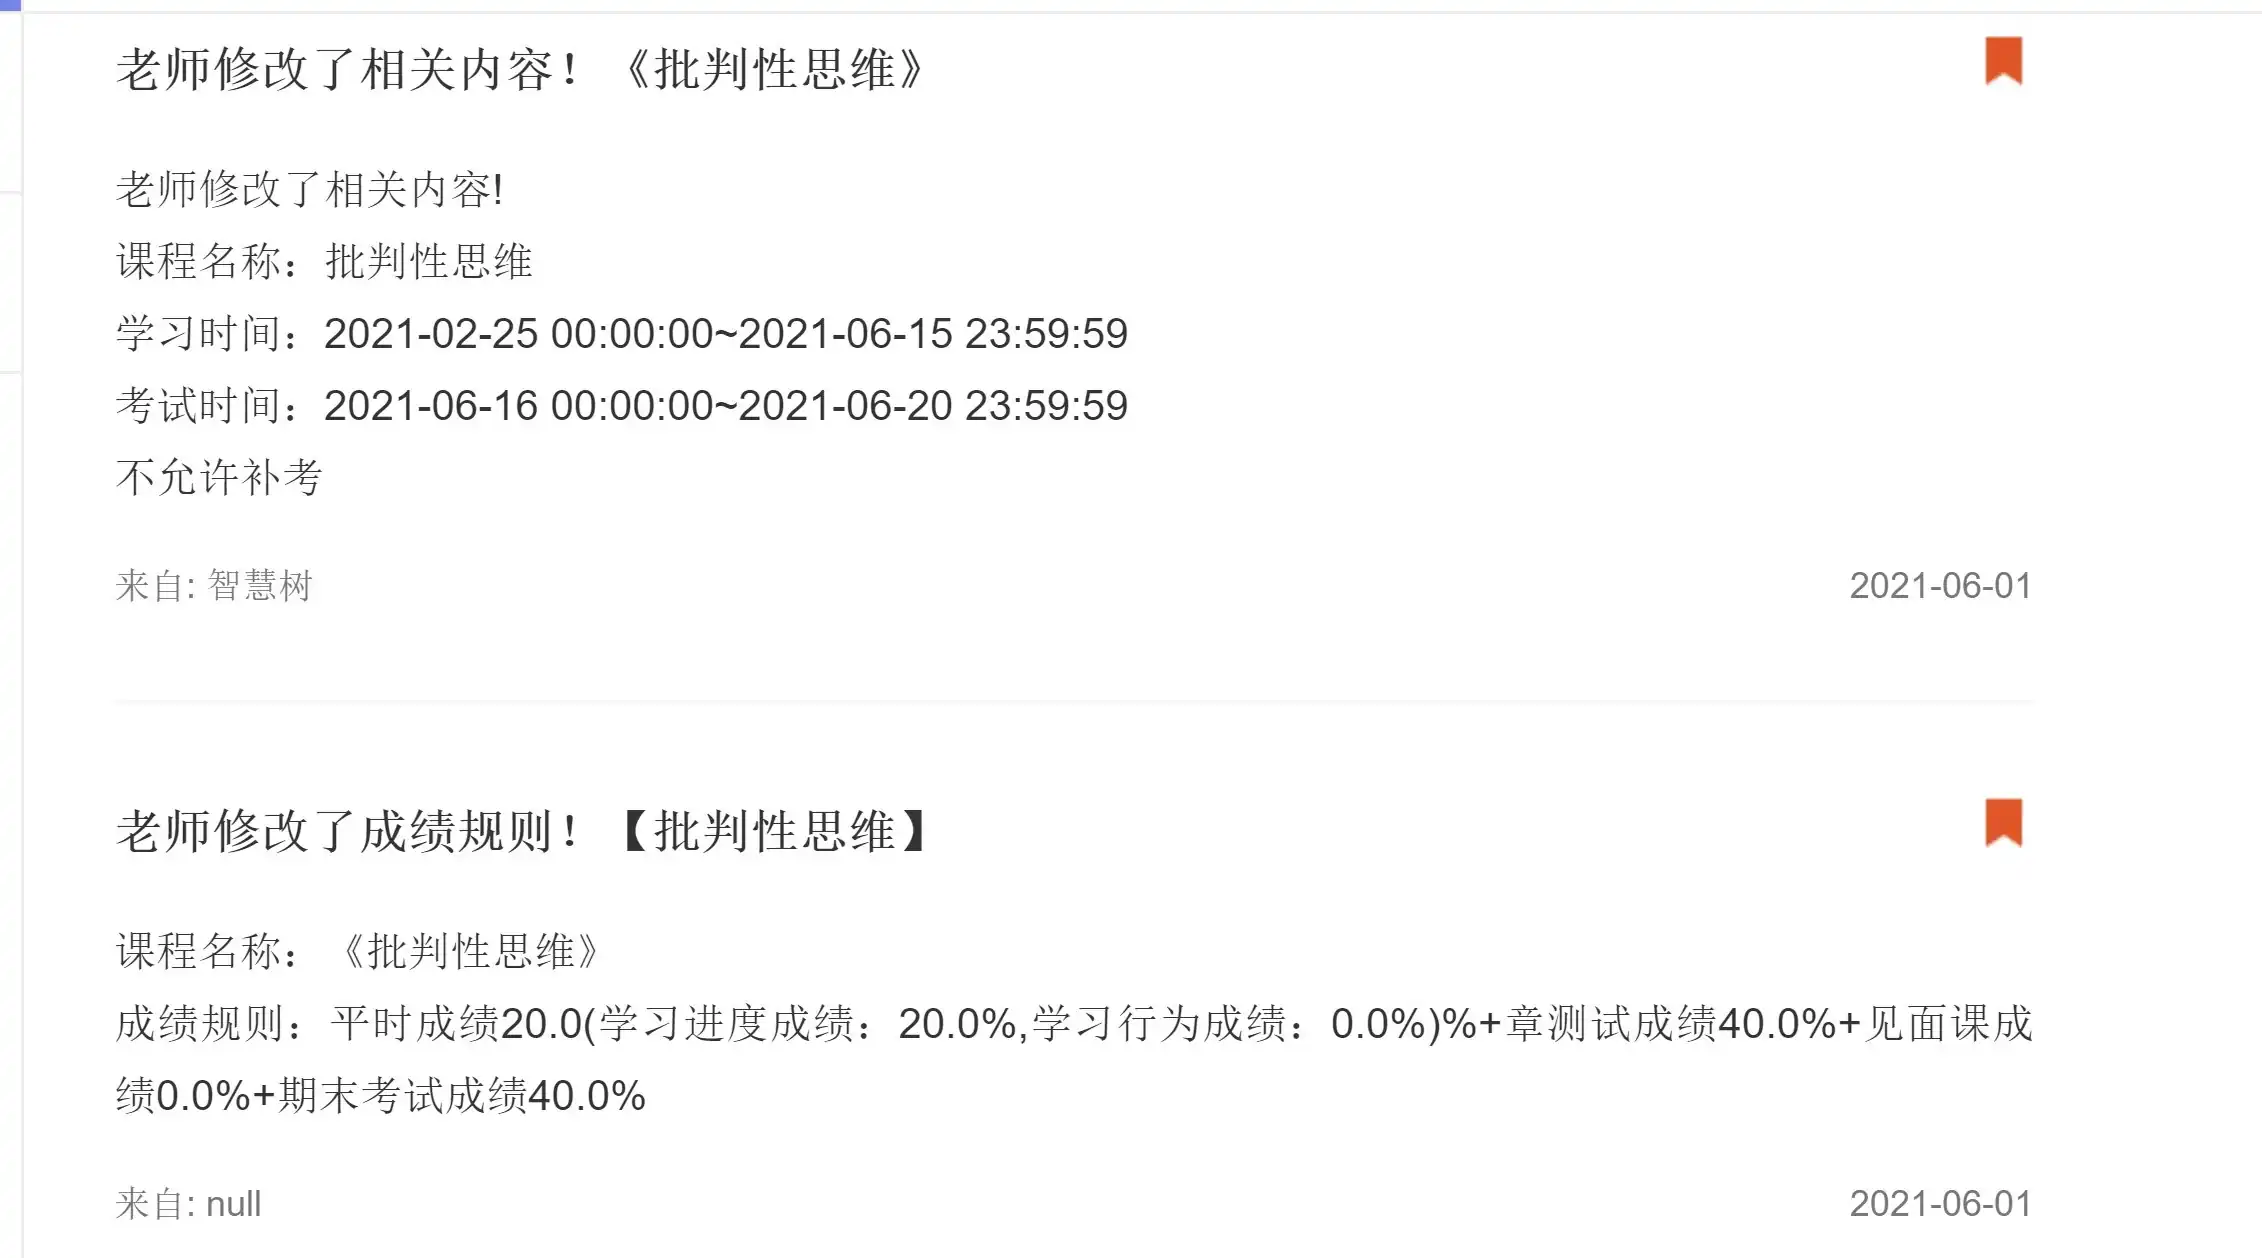 老师修改了相关内容！《批判性思维》
老师修改了相关内容!
课程名称：批判性思维
学习时间：2021-02-25 00:00:00~2021-06-15 23:59:59
考试时间：2021-06-16 00:00:00~2021-06-20 23:59:59
不允许补考
来自: 智慧树
2021-06-01
老师修改了成绩规则！【批判性思维】
课程名称：《批判性思维》
成绩规则：平时成绩20.0(学习进度成绩：20.0%,学习行为成绩：0.0%)%+章测试成绩40.0%+见面课成
绩0.0%+期末考试成绩40.0%
来自: null
2021-06-01